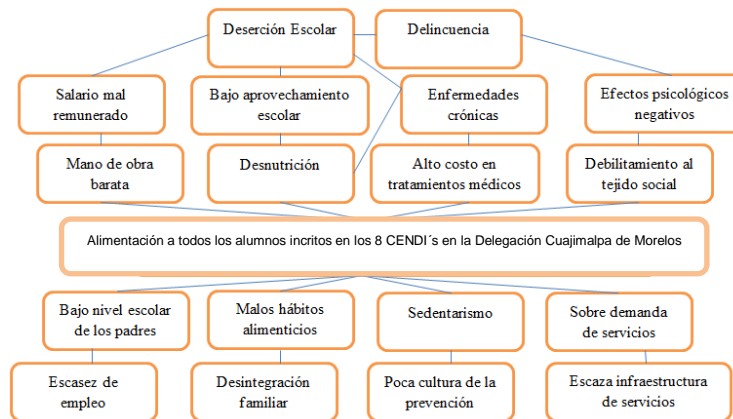 Deserción Escolar
Delincuencia
Salario mal
remunerado
Bajo aprovechamiento
escolar
Enfermedades
crónicas
Efectos psicológicos
negativos
Mano de obra
barata
Desnutrición
Alto costo en
tratamientos médicos
Debilitamiento al
tejido social
Alimentación a todos los alumnos incritos en los 8 CENDI´s en la Delegación Cuajimalpa de Morelos
Bajo nivel escolar
de los padres
Malos hábitos
alimenticios
Sedentarismo
Sobre demanda
de servicios
Escasez de
empleo
Desintegración
familiar
Poca cultura de la
prevención
Escaza infraestructura
de servicios